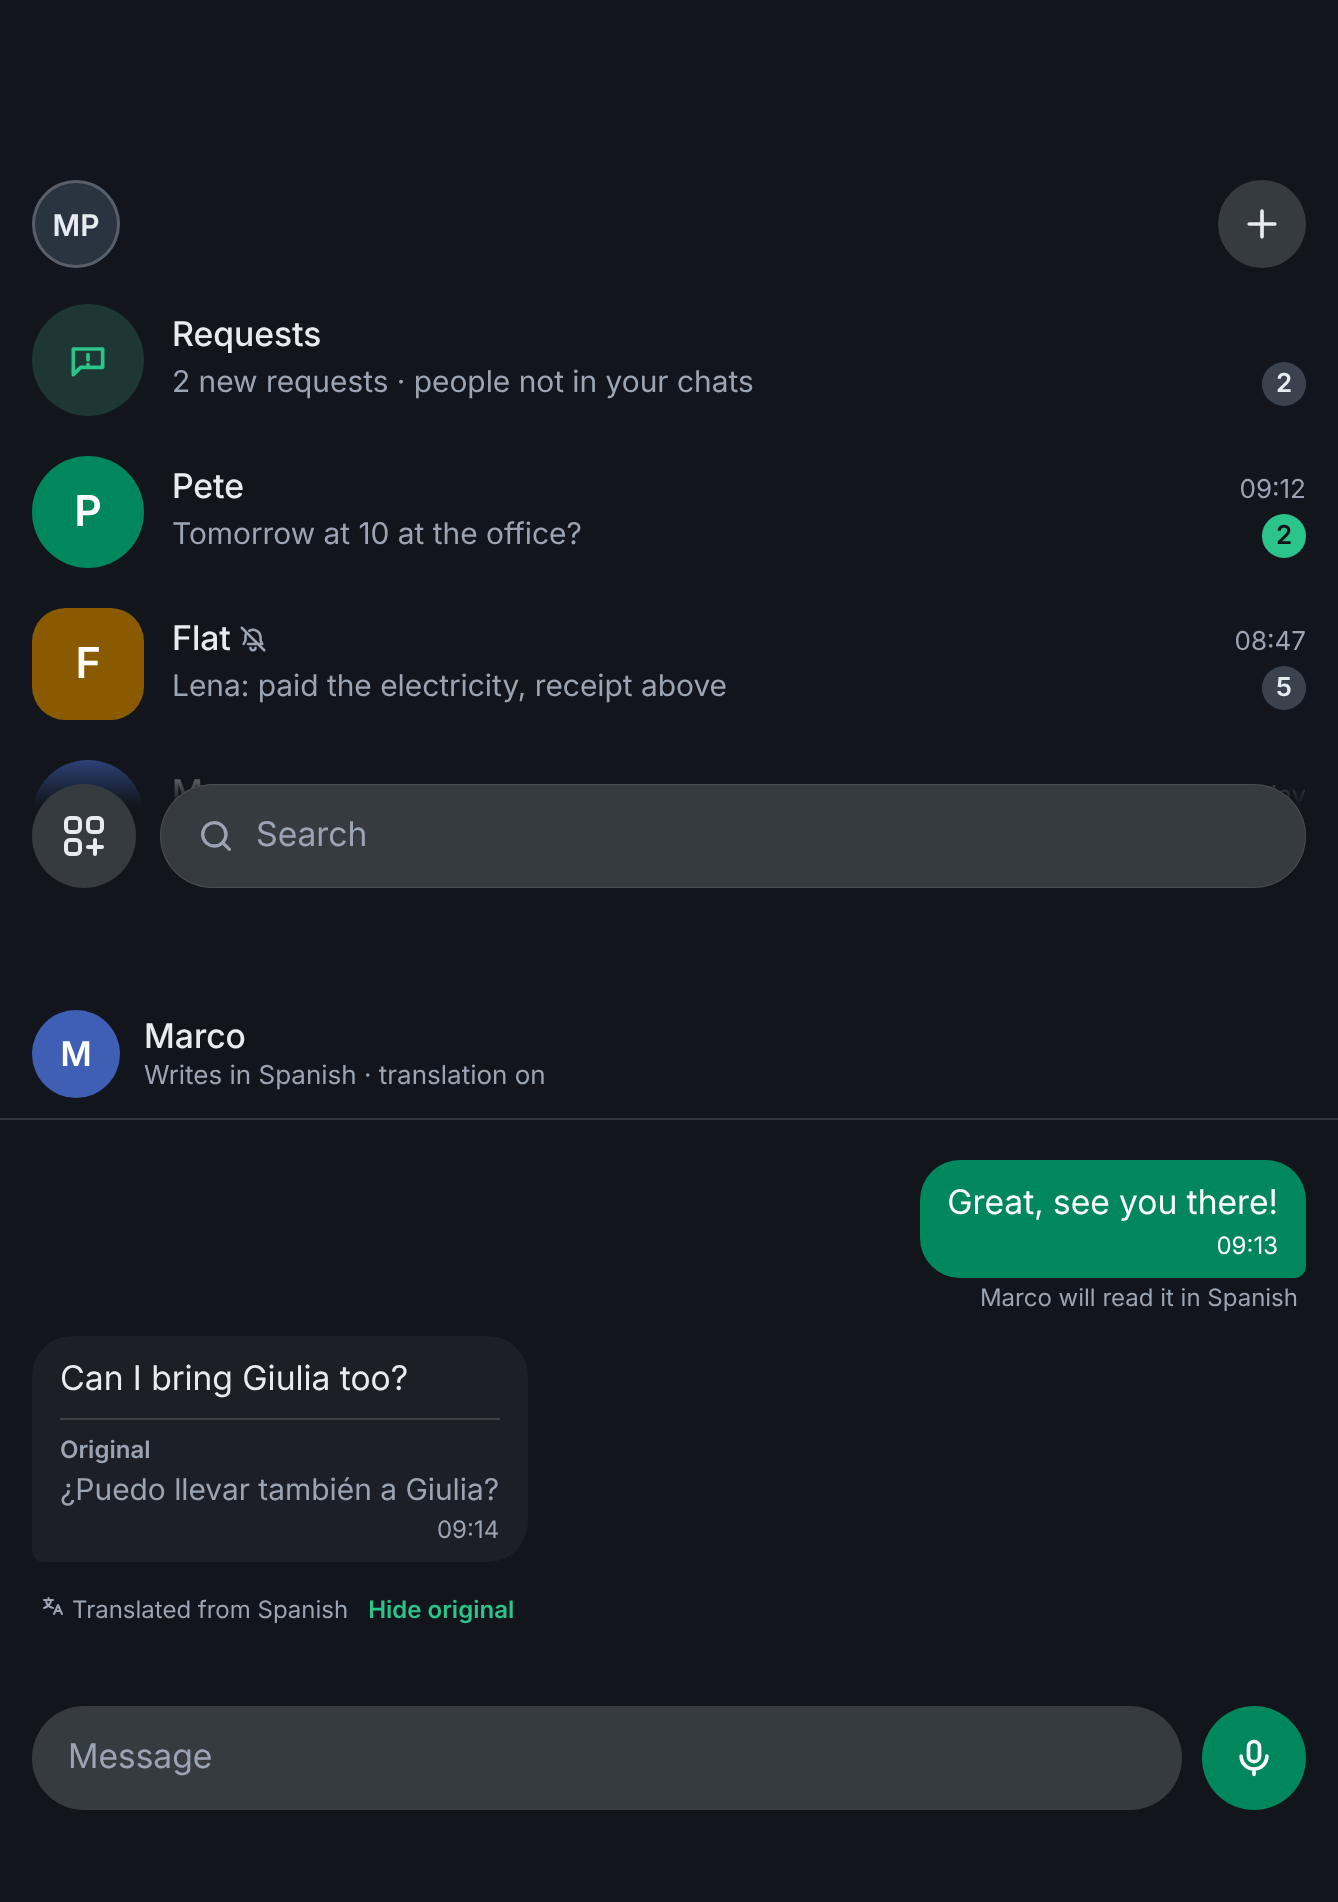 MP
Requests
2 new requests · people not in your chats
2
Pete
09:12
Tomorrow at 10 at the office?
2
P
Flat
08:47
Lena: paid the electricity, receipt above
5
F
Search
M
Marco
Writes in Spanish · translation on
Great, see you there!
09:13
Marco will read it in Spanish
Can I bring Giulia too?
Original
¿Puedo llevar también a Giulia?
09:14
Translated from Spanish Hide original
Message